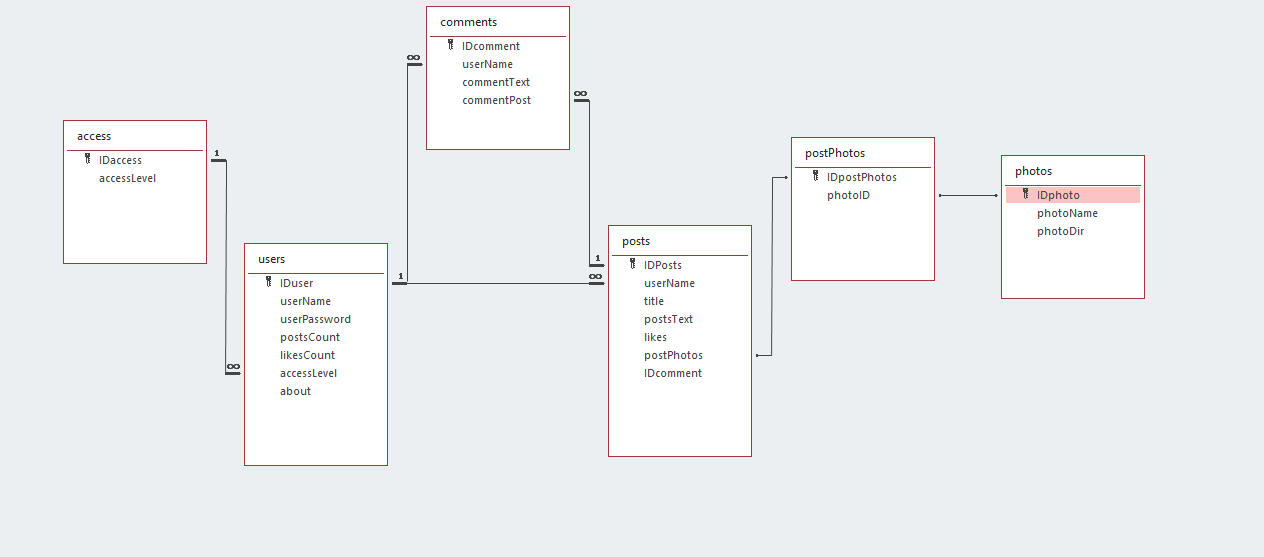 comments
IDcomment
userName
commentText
commentPost
∞
∞
access
IDaccess
accessLevel
1
users
IDuser
userName
userPassword
postsCount
likesCount
accessLevel
about
∞
1
posts
IDPosts
userName
title
postsText
likes
postPhotos
IDcomment
1
∞
postPhotos
IDpostPhotos
photoID
photos
IDphoto
photoName
photoDir